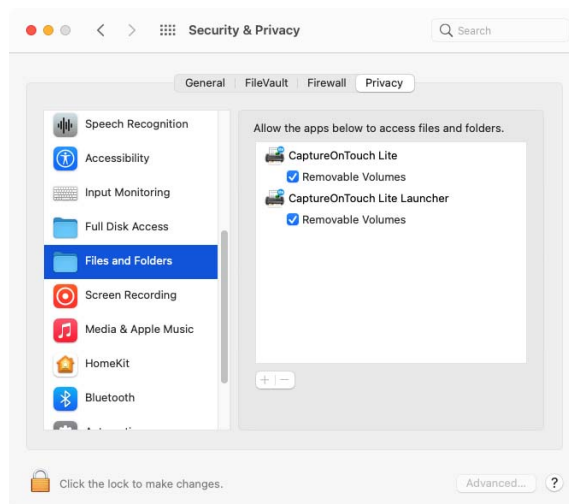 Security & Privacy
Search
General FileVault Firewall Privacy
Speech Recognition
Accessibility
Input Monitoring
Full Disk Access
Files and Folders
Screen Recording
Media & Apple Music
HomeKit
Bluetooth
Allow the apps below to access files and folders.
CaptureOnTouch Lite
Removable Volumes
CaptureOnTouch Lite Launcher
Removable Volumes
Click the lock to make changes.
Advanced...
?